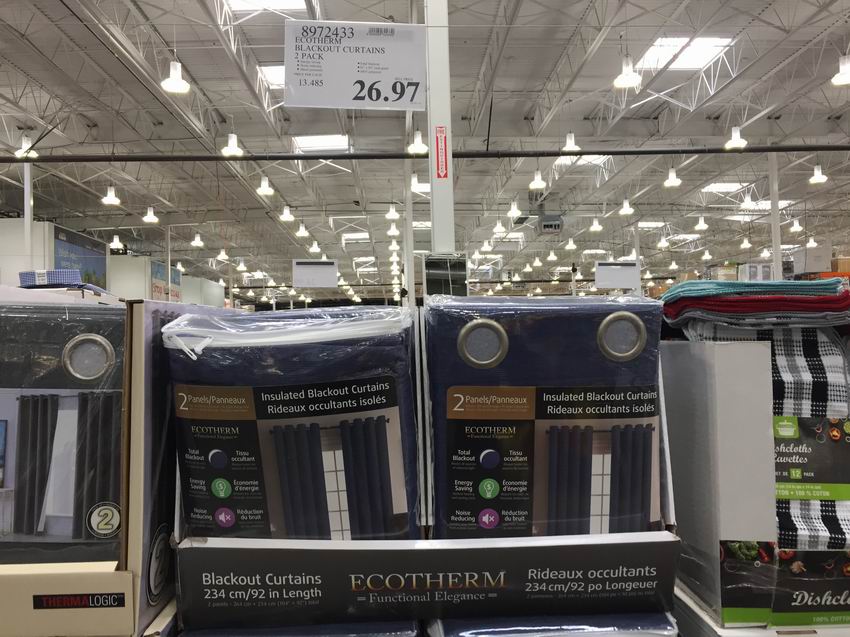 8972433
ECOTHERM
BLACKOUT CURTAINS
2 PACK
13.485
26.97
2 Panels/Panneaux
Insulated Blackout Curtains
Rideaux occultants isolés
ECOTHERM
Functional Elegance
Total Blackout
Tissu occultant
Energy Saving
Économie d'énergie
Noise Reducing
Réduction du bruit
2 Panels/Panneaux
Insulated Blackout Curtains
Rideaux occultants isolés
ECOTHERM
Functional Elegance
Total Blackout
Tissu occultant
Energy Saving
Économie d'énergie
Noise Reducing
Réduction du bruit
2
THERMALOGIC
Blackout Curtains
234 cm/92 in Length
ECOTHERM
Functional Elegance
Rideaux occultants
234 cm/92 po Longueur
shcloths
avettes
12 PACK
Dishcl
100% COTTON